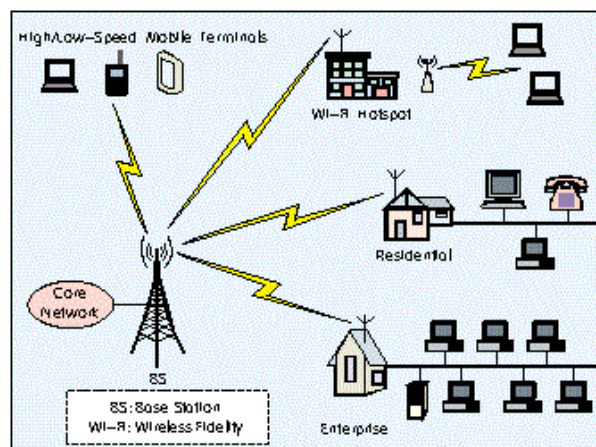 High/Low-Speed Mobile Terminals
Wi-Fi Hotspot
Residential
Core
Network
BS
BS: Base Station
Wi-Fi: Wireless Fidelity
Enterprise